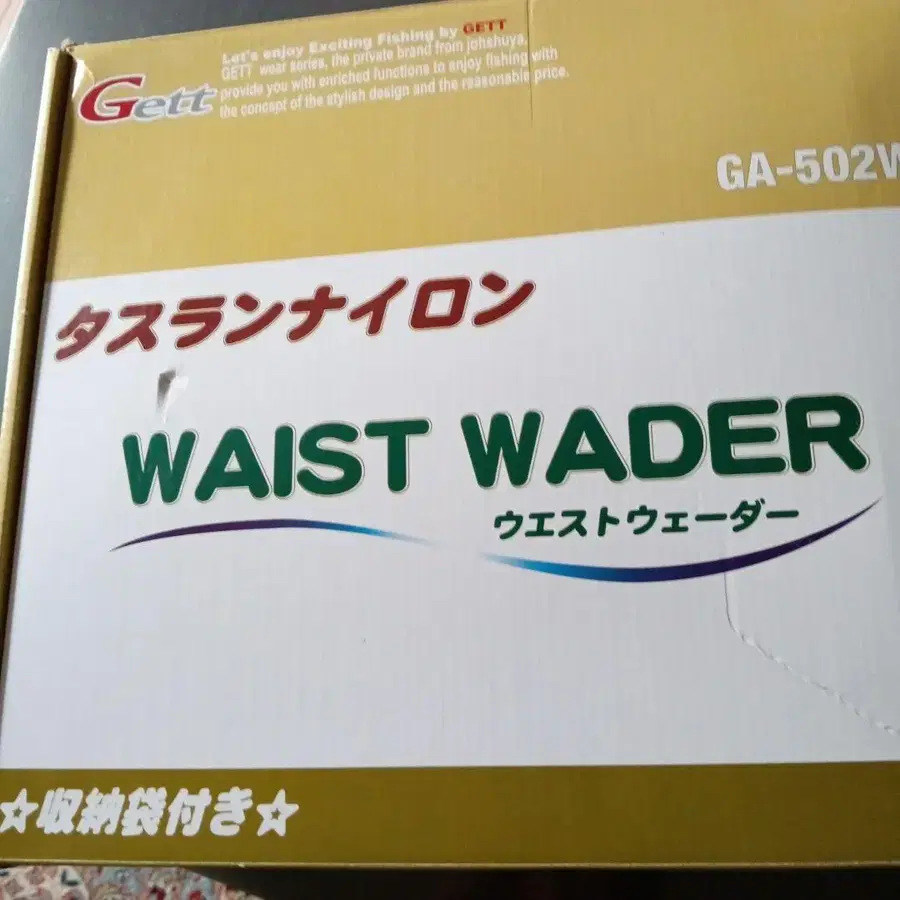 Gett
Let's enjoy Exciting Fishing by GETT
GETT wear series, the private brand from johshuya,
provide you with enriched functions to enjoy fishing with
the concept of the stylish design and the reasonable price.
GA-502W
タスランナイロン
WAIST WADER
ウエストウェーダー
☆収納袋付き☆